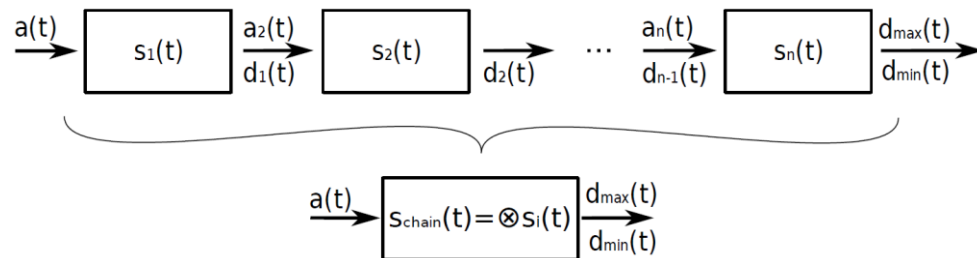 a(t) s₁(t) a₂(t) s₂(t) ... aₙ(t) sₙ(t) dmax(t)
d₁(t) d₂(t) dₙ₋₁(t) dmin(t)
a(t) schain(t)=⊗sᵢ(t) dmax(t)
dmin(t)